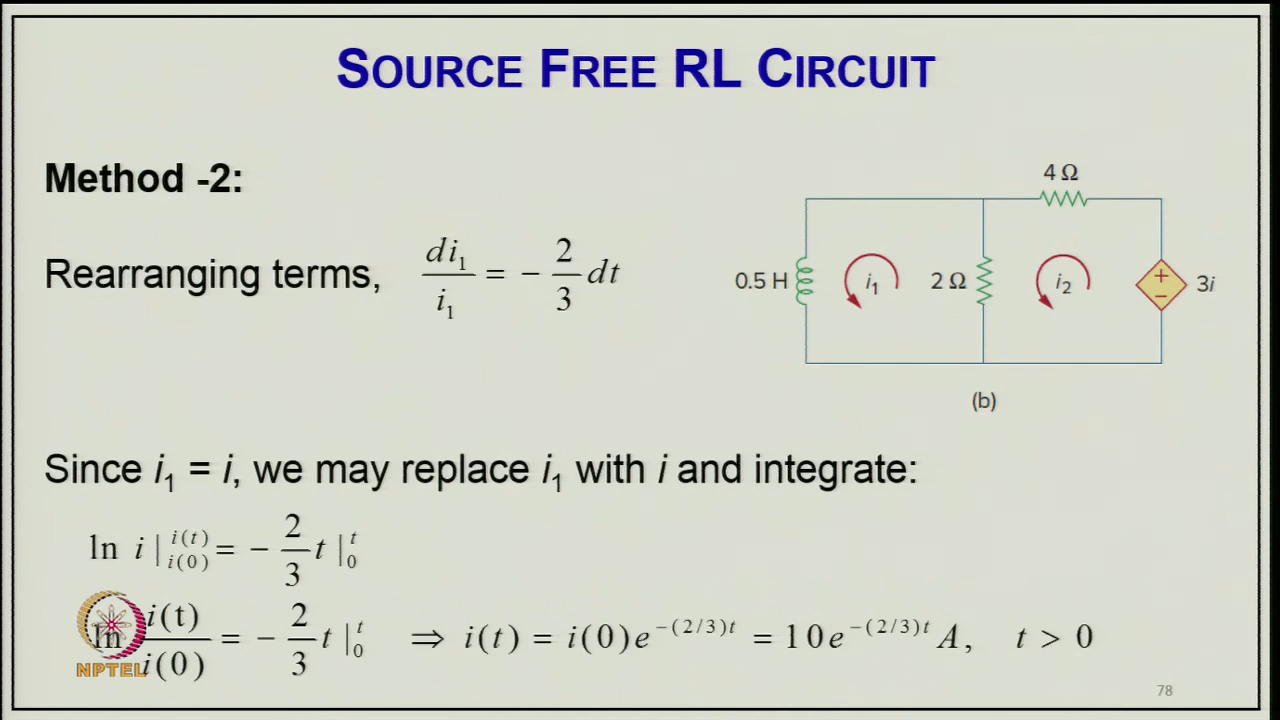 SOURCE FREE RL CIRCUIT
Method -2:
Rearranging terms, di₁/i₁ = − 2/3 dt
4 Ω
0.5 H
i₁
2 Ω
i₂
+
−
3i
(b)
Since i₁ = i, we may replace i₁ with i and integrate:
ln i |_{i(0)}^{i(t)} = − 2/3 t |_0^t
ln i(t)/i(0) = − 2/3 t |_0^t ⇒ i(t) = i(0)e^{−(2/3)t} = 10e^{−(2/3)t} A, t > 0
NPTEL
78